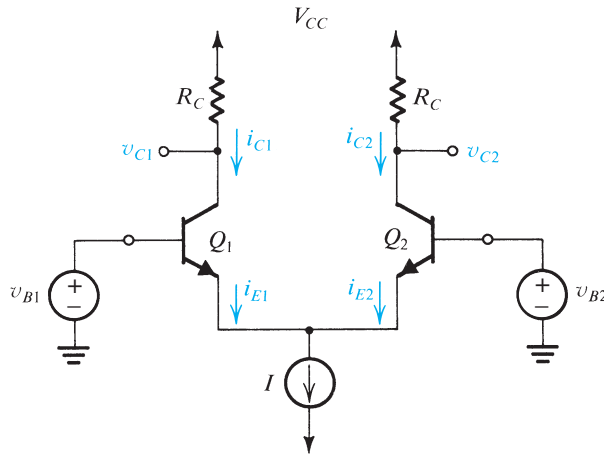 V_CC
R_C R_C
v_C1 i_C1 i_C2 v_C2
Q_1 Q_2
v_B1 + − i_E1 i_E2 + − v_B2
I